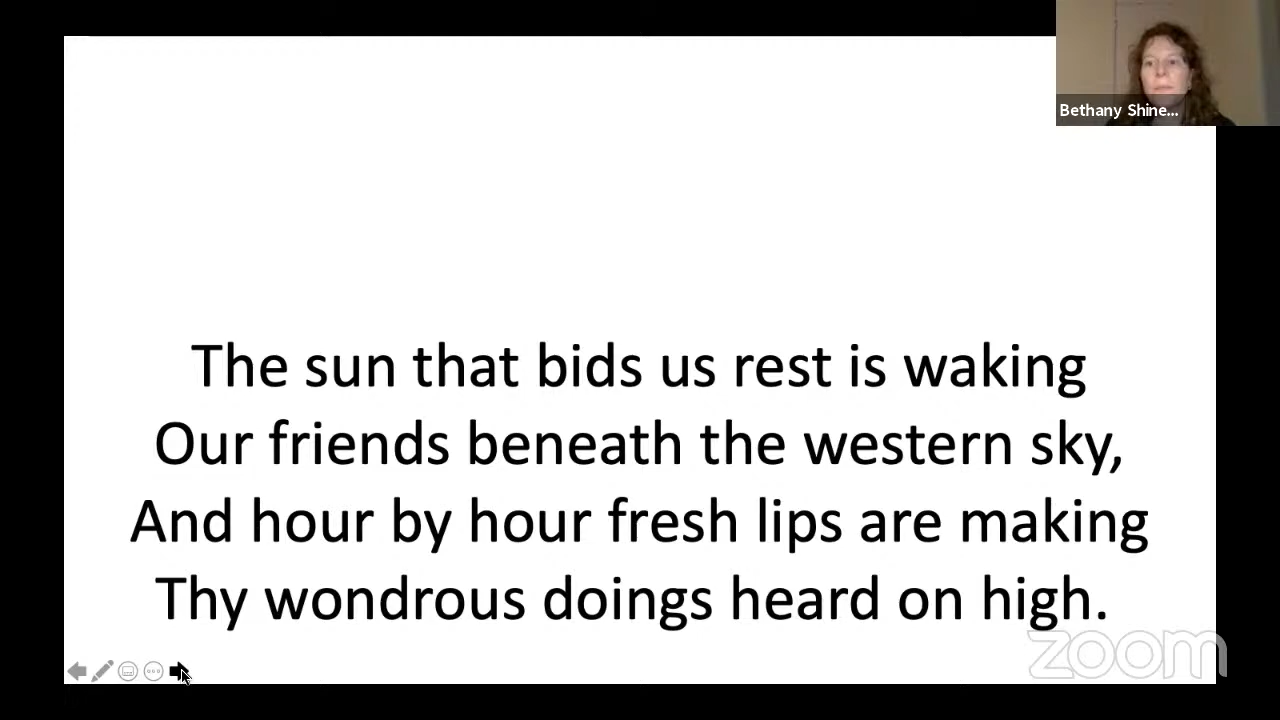 Bethany Shine...
The sun that bids us rest is waking
Our friends beneath the western sky,
And hour by hour fresh lips are making
Thy wondrous doings heard on high.
zoom